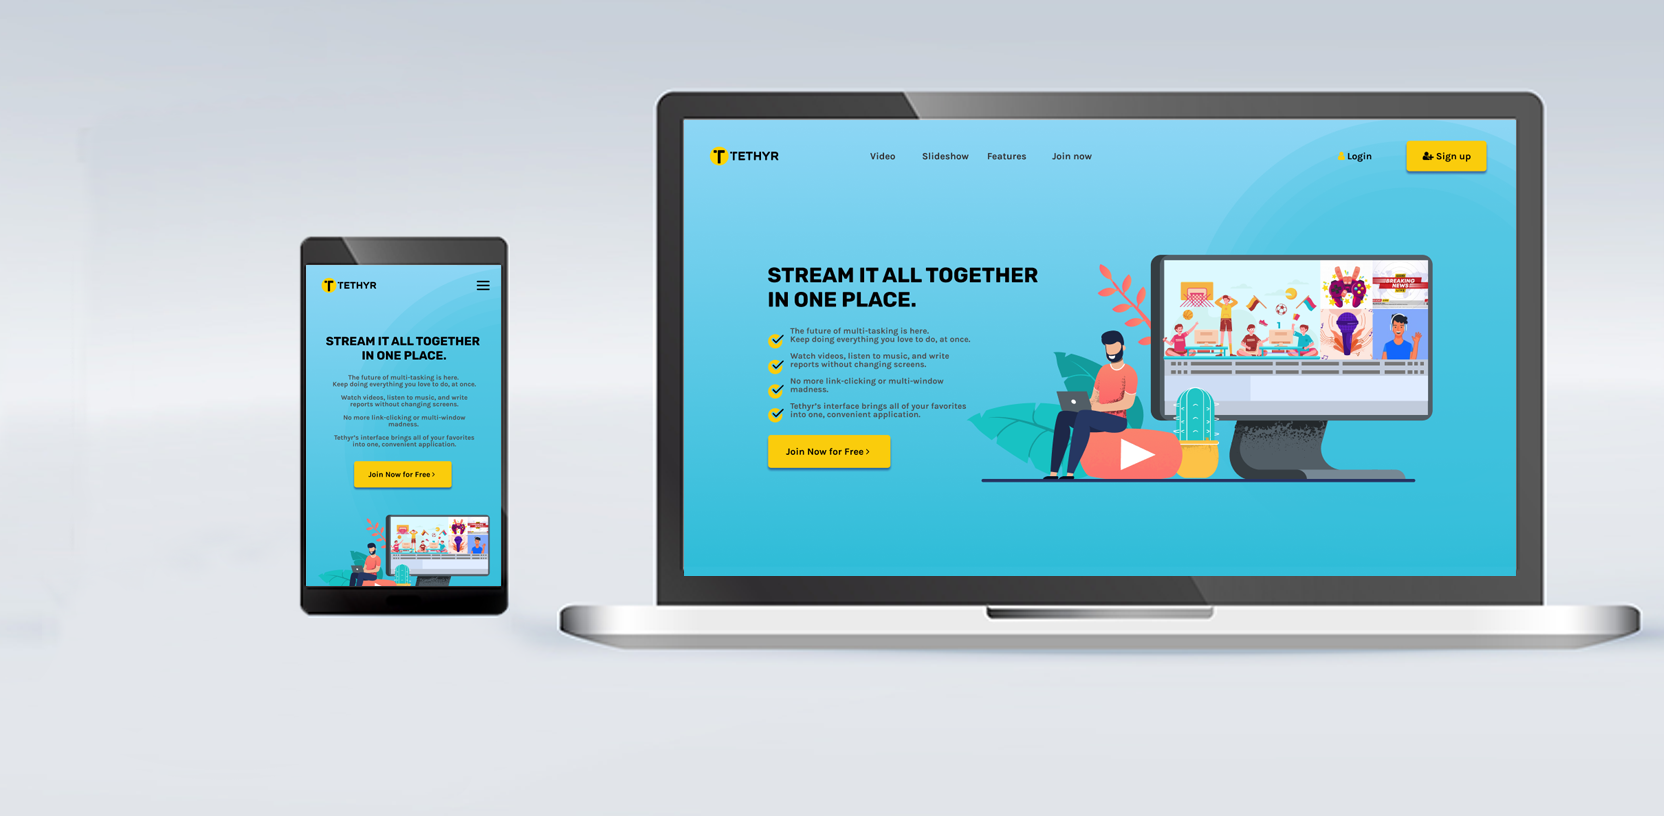 TETHYR
STREAM IT ALL TOGETHER
IN ONE PLACE.
The future of multi-tasking is here.
Keep doing everything you love to do, at once.
Watch videos, listen to music, and write
reports without changing screens.
No more link-clicking or multi-window
madness.
Tethyr's interface brings all of your favorites
into one, convenient application.
Join Now for Free >
TETHYR
Video Slideshow Features Join now
Login
Sign up
STREAM IT ALL TOGETHER
IN ONE PLACE.
The future of multi-tasking is here.
Keep doing everything you love to do, at once.
Watch videos, listen to music, and write
reports without changing screens.
No more link-clicking or multi-window
madness.
Tethyr's interface brings all of your favorites
into one, convenient application.
Join Now for Free >
BREAKING
NEWS